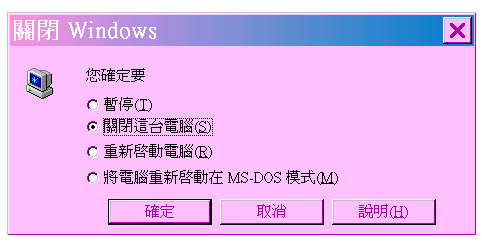 關閉 Windows
您確定要
暫停(T)
關閉這台電腦(S)
重新啓動電腦(R)
將電腦重新啓動在 MS-DOS 模式(M)
確定 取消 說明(H)